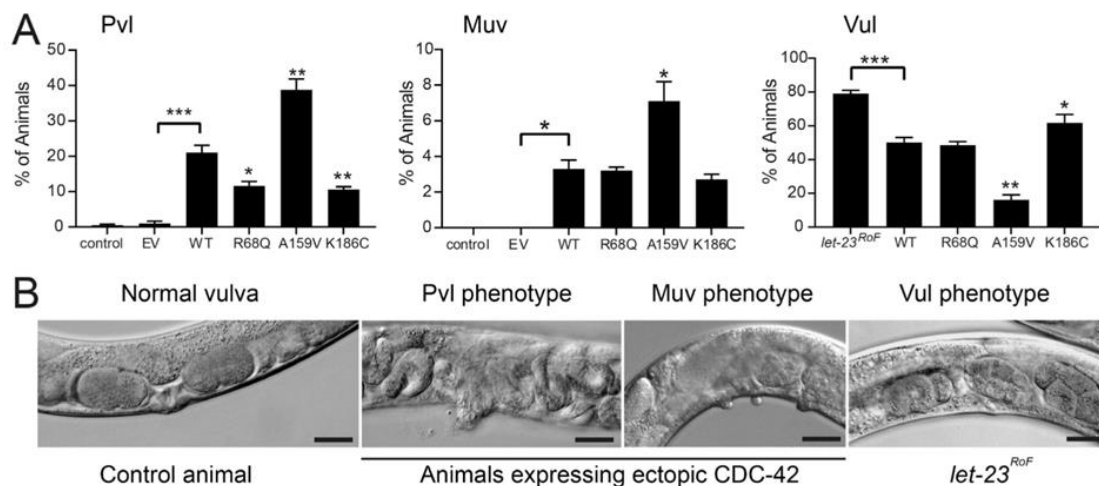 A
Pvl
Muv
Vul
% of Animals
50
40
30
20
10
0
***
*
**
**
control EV WT R68Q A159V K186C
% of Animals
10
8
6
4
2
0
*
*
control EV WT R68Q A159V K186C
% of Animals
100
80
60
40
20
0
***
**
*
let-23RoF WT R68Q A159V K186C
B
Normal vulva Pvl phenotype Muv phenotype Vul phenotype
Control animal Animals expressing ectopic CDC-42 let-23RoF